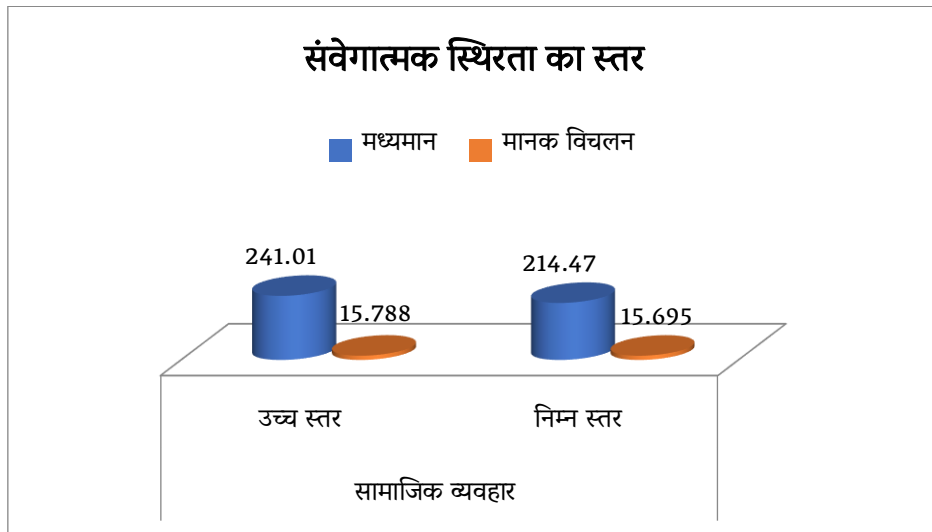 संवेगात्मक स्थिरता का स्तर
मध्यमान मानक विचलन
241.01
15.788
214.47
15.695
उच्च स्तर निम्न स्तर
सामाजिक व्यवहार